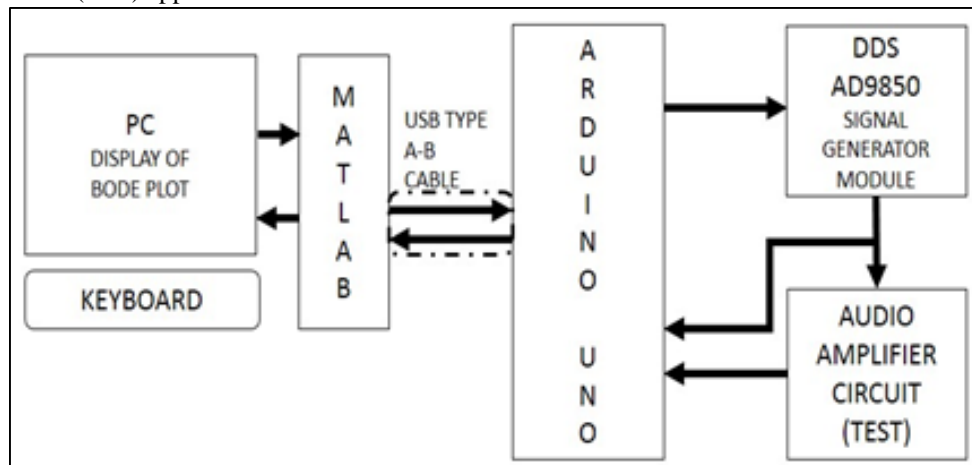 PC
DISPLAY OF
BODE PLOT
KEYBOARD
M
A
T
L
A
B
USB TYPE
A-B
CABLE
A
R
D
U
I
N
O
U
N
O
DDS
AD9850
SIGNAL
GENERATOR
MODULE
AUDIO
AMPLIFIER
CIRCUIT
(TEST)